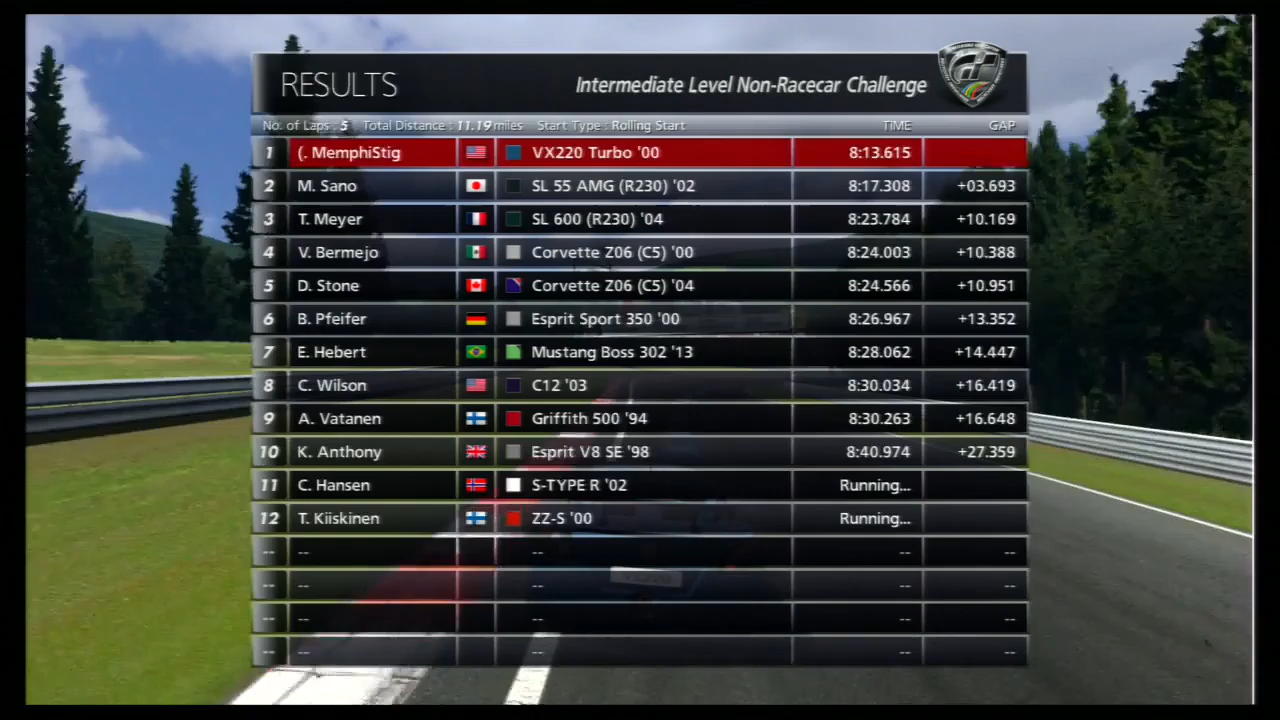 RESULTS Intermediate Level Non-Racecar Challenge
No. of Laps : 5 Total Distance : 11.19 miles Start Type : Rolling Start TIME GAP
1 (. MemphiStig VX220 Turbo '00 8:13.615
2 M. Sano SL 55 AMG (R230) '02 8:17.308 +03.693
3 T. Meyer SL 600 (R230) '04 8:23.784 +10.169
4 V. Bermejo Corvette Z06 (C5) '00 8:24.003 +10.388
5 D. Stone Corvette Z06 (C5) '04 8:24.566 +10.951
6 B. Pfeifer Esprit Sport 350 '00 8:26.967 +13.352
7 E. Hebert Mustang Boss 302 '13 8:28.062 +14.447
8 C. Wilson C12 '03 8:30.034 +16.419
9 A. Vatanen Griffith 500 '94 8:30.263 +16.648
10 K. Anthony Esprit V8 SE '98 8:40.974 +27.359
11 C. Hansen S-TYPE R '02 Running...
12 T. Kiiskinen ZZ-S '00 Running...
-- -- -- -- --
-- -- -- -- --
-- -- -- -- --
-- -- -- -- --